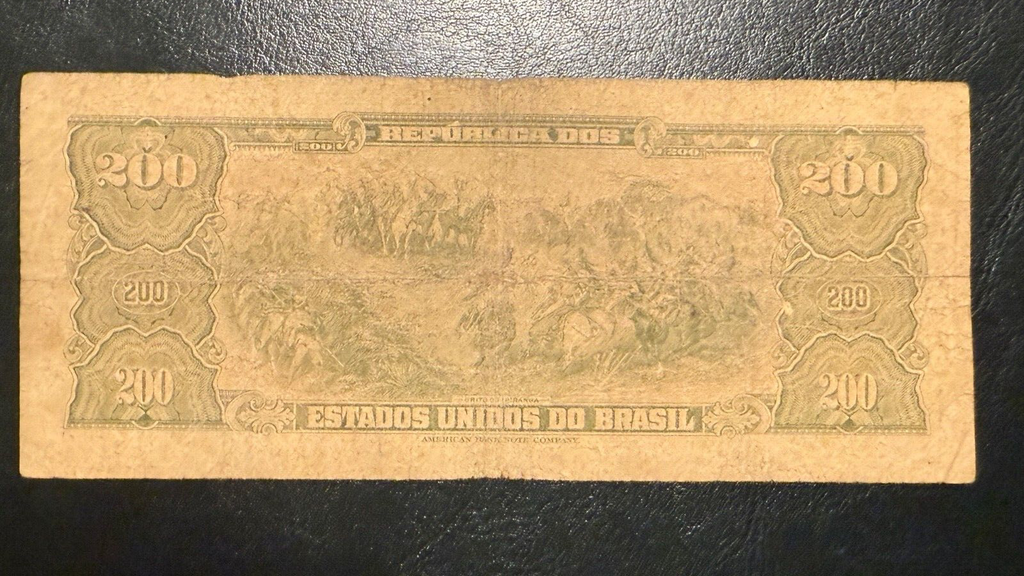 REPÚBLICA DOS
200 200
200 200
200 200
200 200
GRITO DO IPIRANGA
ESTADOS UNIDOS DO BRASIL
AMERICAN BANK NOTE COMPANY.